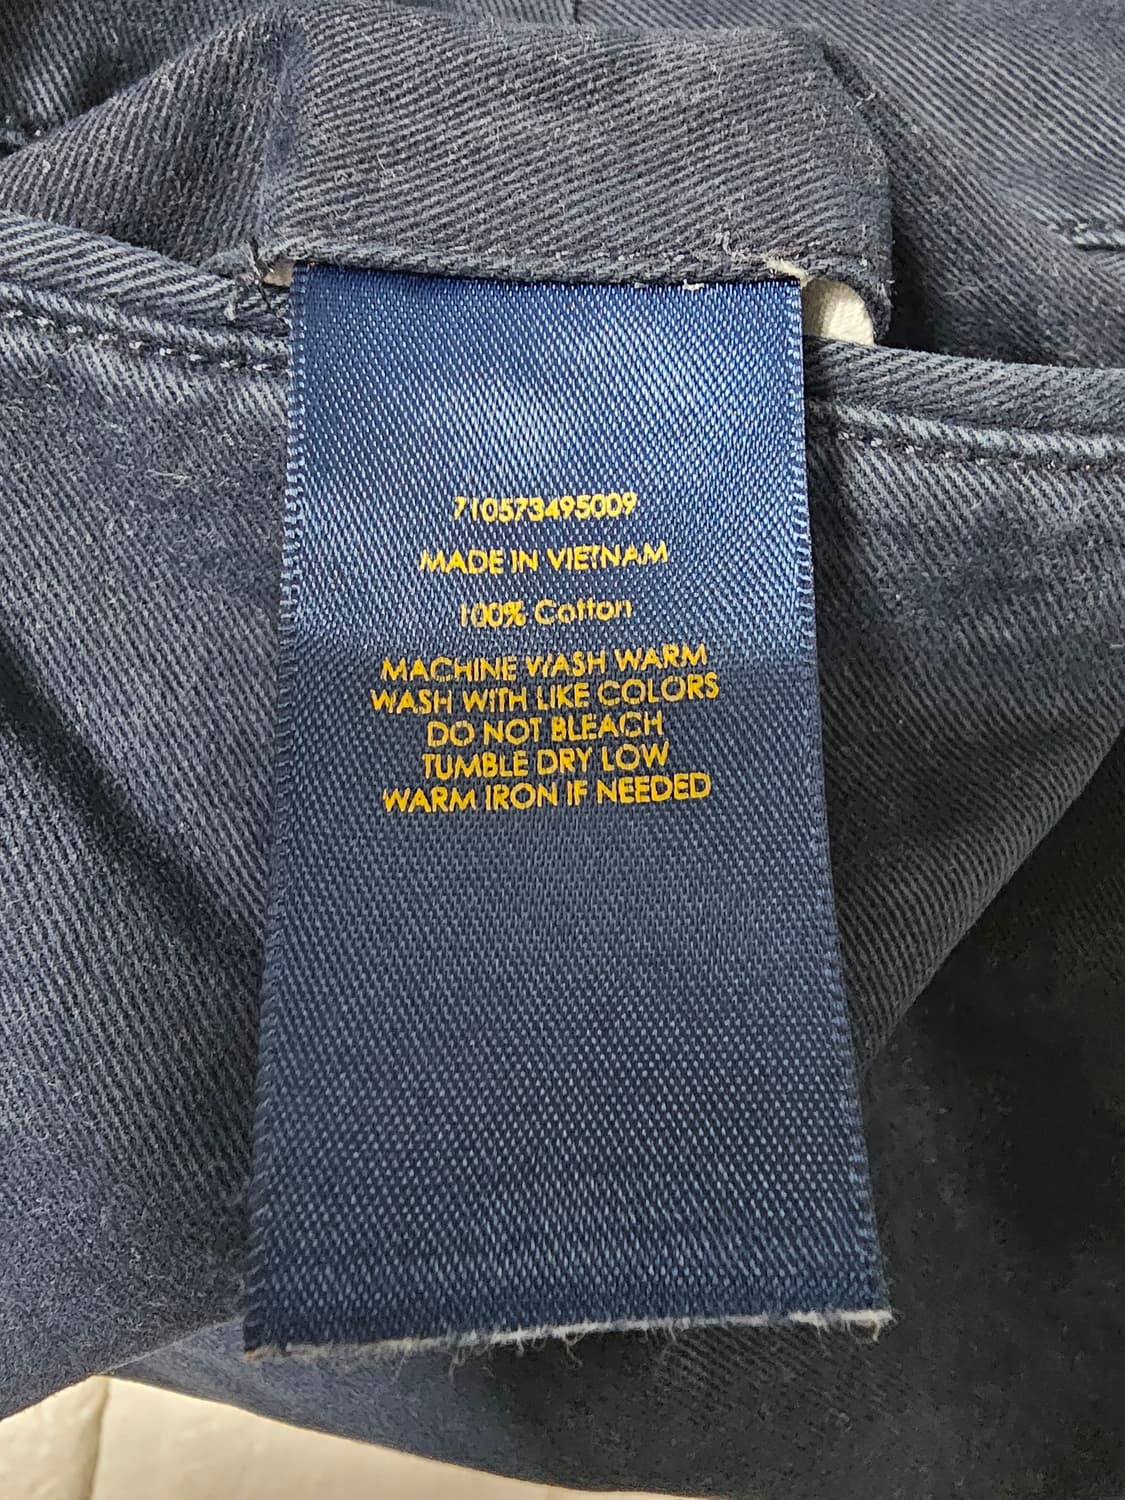 710573495009
MADE IN VIETNAM
100% Cotton
MACHINE WASH WARM
WASH WITH LIKE COLORS
DO NOT BLEACH
TUMBLE DRY LOW
WARM IRON IF NEEDED